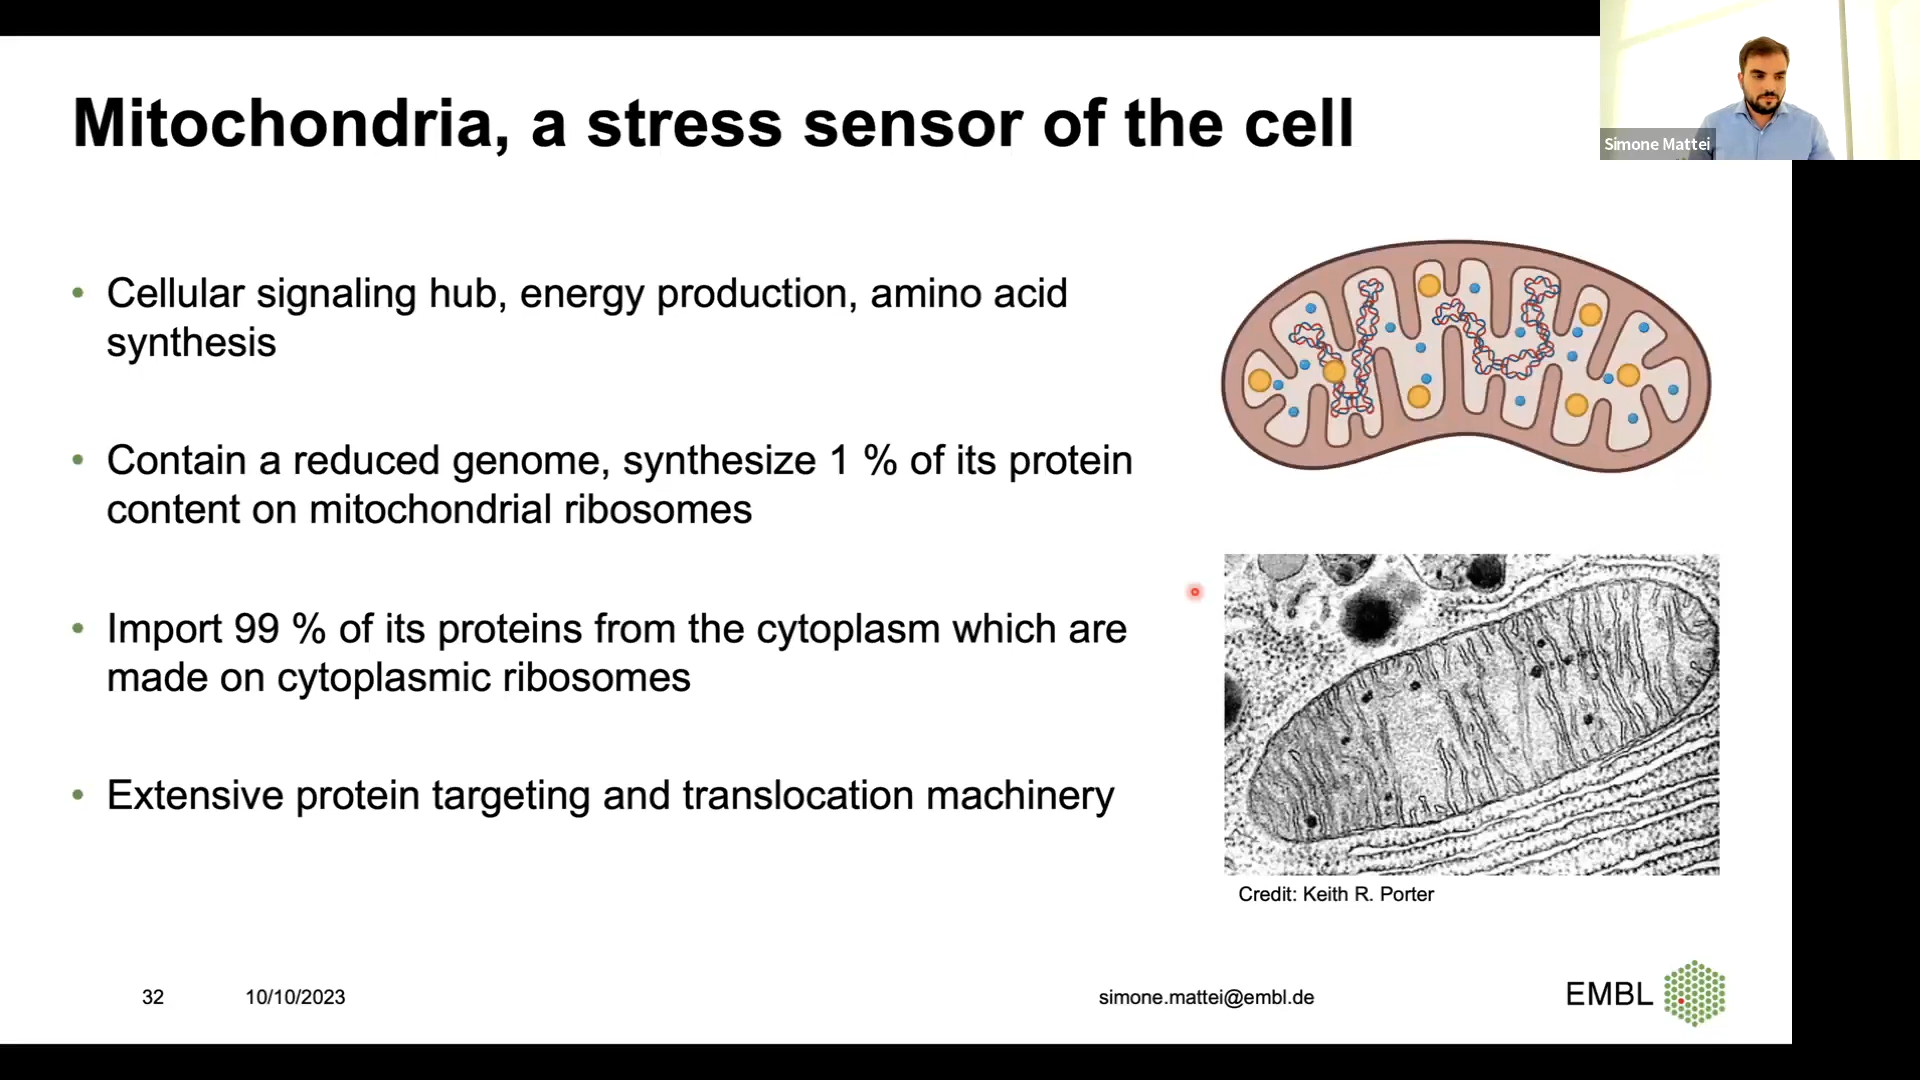 Mitochondria, a stress sensor of the cell
Simone Mattei
• Cellular signaling hub, energy production, amino acid
synthesis
• Contain a reduced genome, synthesize 1 % of its protein
content on mitochondrial ribosomes
• Import 99 % of its proteins from the cytoplasm which are
made on cytoplasmic ribosomes
• Extensive protein targeting and translocation machinery
Credit: Keith R. Porter
32
10/10/2023
simone.mattei@embl.de
EMBL